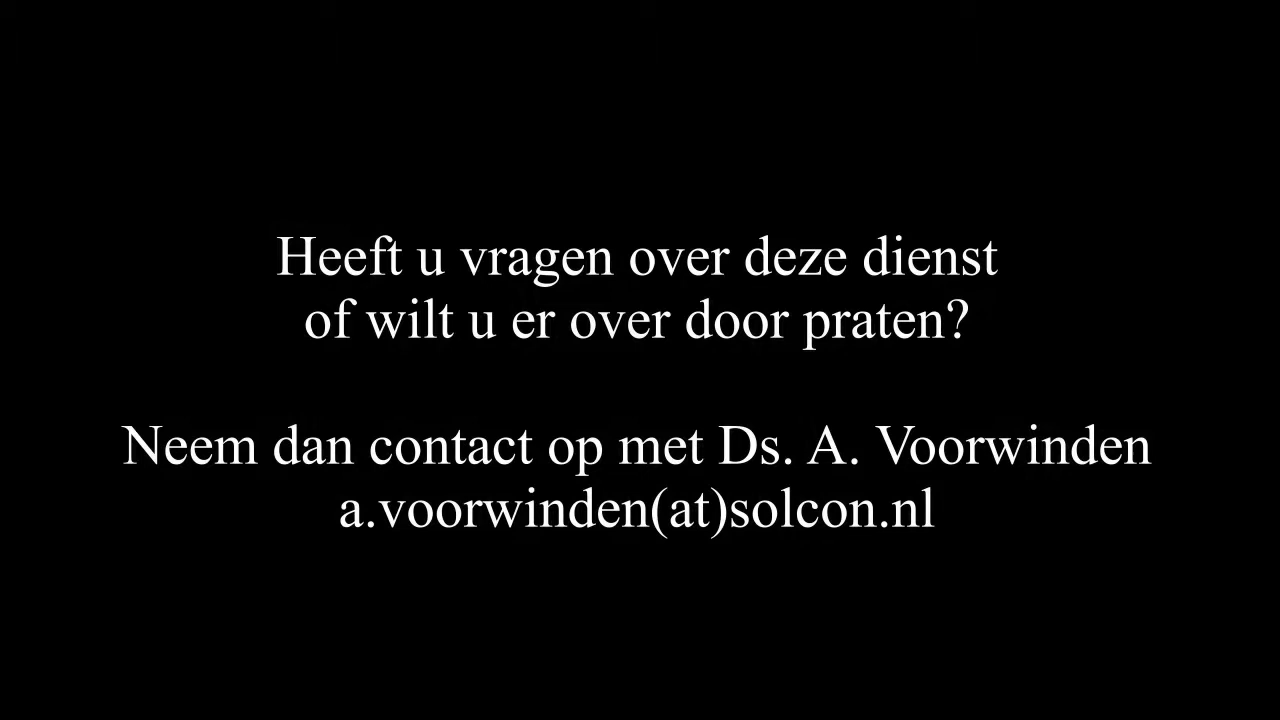 Heeft u vragen over deze dienst
of wilt u er over door praten?
Neem dan contact op met Ds. A. Voorwinden
a.voorwinden(at)solcon.nl